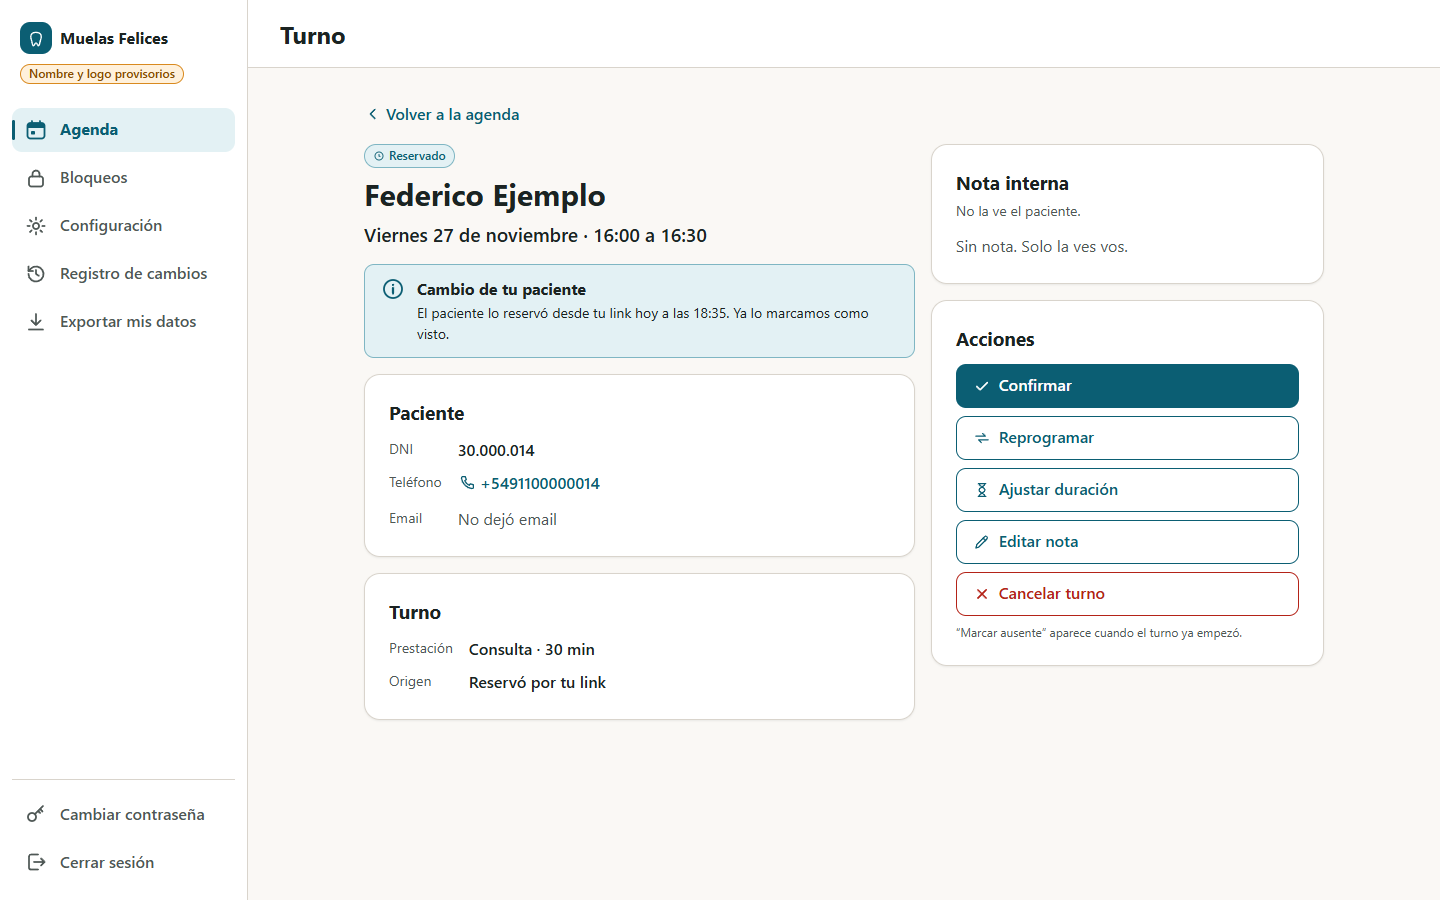 Muelas Felices
Nombre y logo provisorios
Agenda
Bloqueos
Configuración
Registro de cambios
Exportar mis datos
Cambiar contraseña
Cerrar sesión
Turno
Volver a la agenda
Reservado
Federico Ejemplo
Viernes 27 de noviembre · 16:00 a 16:30
Cambio de tu paciente
El paciente lo reservó desde tu link hoy a las 18:35. Ya lo marcamos como
visto.
Paciente
DNI 30.000.014
Teléfono +5491100000014
Email No dejó email
Turno
Prestación Consulta · 30 min
Origen Reservó por tu link
Nota interna
No la ve el paciente.
Sin nota. Solo la ves vos.
Acciones
Confirmar
Reprogramar
Ajustar duración
Editar nota
Cancelar turno
“Marcar ausente” aparece cuando el turno ya empezó.